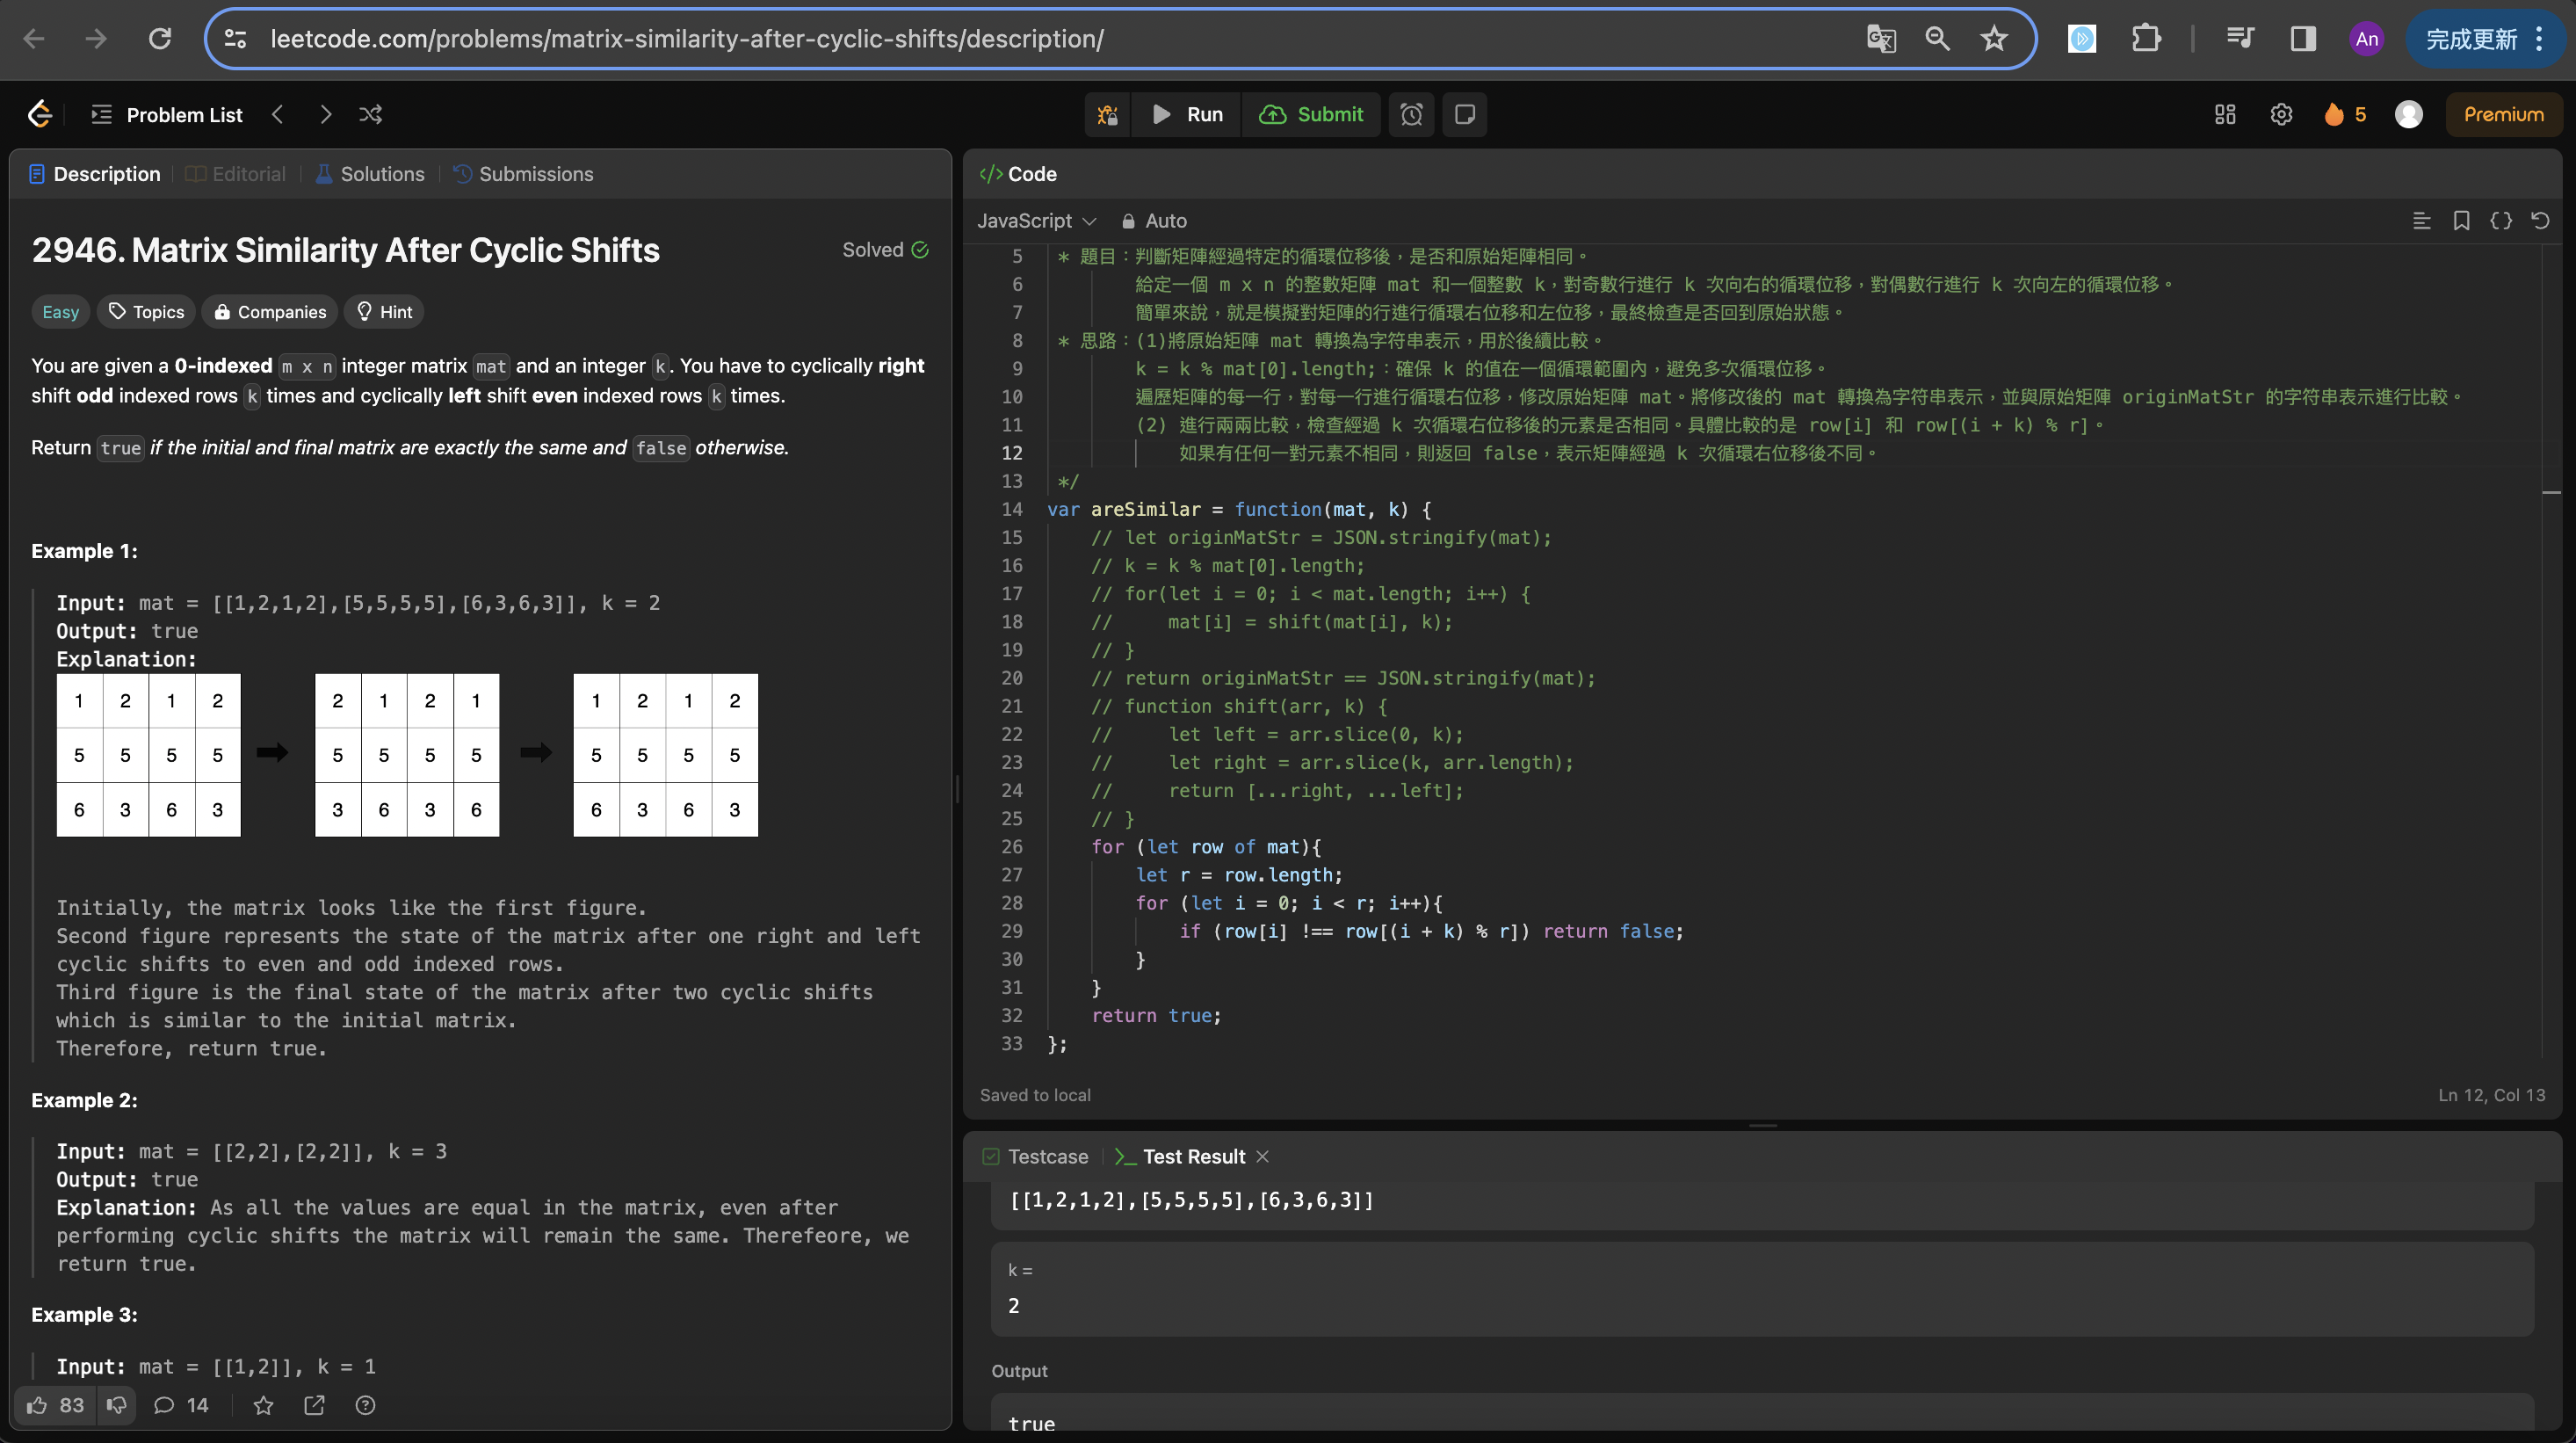 leetcode.com/problems/matrix-similarity-after-cyclic-shifts/description/
An
完成更新
Problem List
Run
Submit
5
Premium
Description
Editorial
Solutions
Submissions
2946. Matrix Similarity After Cyclic Shifts
Solved
Easy
Topics
Companies
Hint
You are given a 0-indexed m x n integer matrix mat and an integer k. You have to cyclically right
shift odd indexed rows k times and cyclically left shift even indexed rows k times.
Return true if the initial and final matrix are exactly the same and false otherwise.
Example 1:
Input: mat = [[1,2,1,2],[5,5,5,5],[6,3,6,3]], k = 2
Output: true
Explanation:
1 2 1 2 2 1 2 1 1 2 1 2
5 5 5 5 5 5 5 5 5 5 5 5
6 3 6 3 3 6 3 6 6 3 6 3
Initially, the matrix looks like the first figure.
Second figure represents the state of the matrix after one right and left
cyclic shifts to even and odd indexed rows.
Third figure is the final state of the matrix after two cyclic shifts
which is similar to the initial matrix.
Therefore, return true.
Example 2:
Input: mat = [[2,2],[2,2]], k = 3
Output: true
Explanation: As all the values are equal in the matrix, even after
performing cyclic shifts the matrix will remain the same. Therefeore, we
return true.
Example 3:
Input: mat = [[1,2]], k = 1
83
14
</> Code
JavaScript
Auto
5 * 題目：判斷矩陣經過特定的循環位移後，是否和原始矩陣相同。
6 給定一個 m x n 的整數矩陣 mat 和一個整數 k，對奇數行進行 k 次向右的循環位移，對偶數行進行 k 次向左的循環位移。
7 簡單來說，就是模擬對矩陣的行進行循環右位移和左位移，最終檢查是否回到原始狀態。
8 * 思路：(1)將原始矩陣 mat 轉換為字符串表示，用於後續比較。
9 k = k % mat[0].length;：確保 k 的值在一個循環範圍內，避免多次循環位移。
10 遍歷矩陣的每一行，對每一行進行循環右位移，修改原始矩陣 mat。將修改後的 mat 轉換為字符串表示，並與原始矩陣 originMatStr 的字符串表示進行比較。
11 (2) 進行兩兩比較，檢查經過 k 次循環右位移後的元素是否相同。具體比較的是 row[i] 和 row[(i + k) % r]。
12 如果有任何一對元素不相同，則返回 false，表示矩陣經過 k 次循環右位移後不同。
13 */
14 var areSimilar = function(mat, k) {
15 // let originMatStr = JSON.stringify(mat);
16 // k = k % mat[0].length;
17 // for(let i = 0; i < mat.length; i++) {
18 // mat[i] = shift(mat[i], k);
19 // }
20 // return originMatStr == JSON.stringify(mat);
21 // function shift(arr, k) {
22 // let left = arr.slice(0, k);
23 // let right = arr.slice(k, arr.length);
24 // return [...right, ...left];
25 // }
26 for (let row of mat){
27 let r = row.length;
28 for (let i = 0; i < r; i++){
29 if (row[i] !== row[(i + k) % r]) return false;
30 }
31 }
32 return true;
33 };
Saved to local
Ln 12, Col 13
Testcase
Test Result
[[1,2,1,2],[5,5,5,5],[6,3,6,3]]
k =
2
Output
true